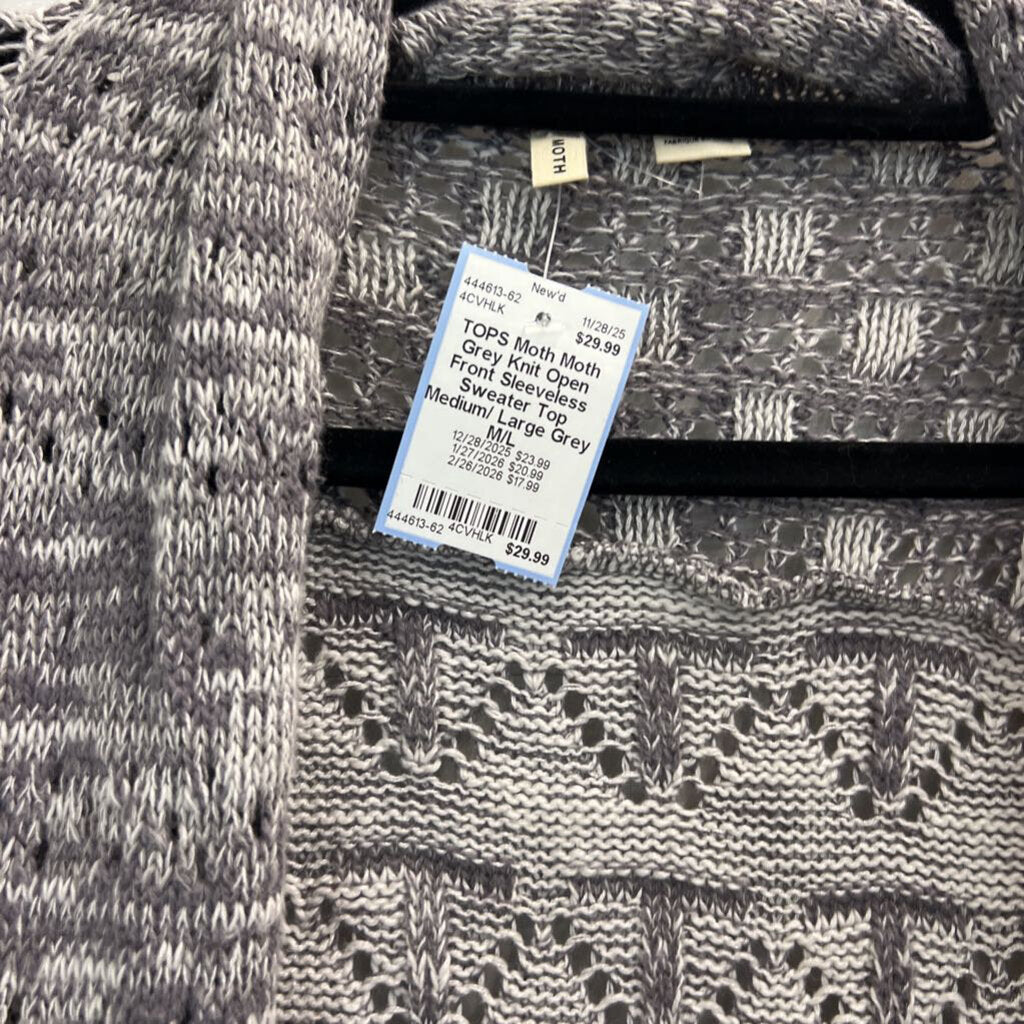 MOTH
444613-62
4CVHLK
New'd
11/28/25
$29.99
TOPS Moth Moth
Grey Knit Open
Front Sleeveless
Sweater Top
Medium/ Large Grey
M/L
12/28/2025 $23.99
1/27/2026 $20.99
2/26/2026 $17.99
444613-62 4CVHLK
$29.99